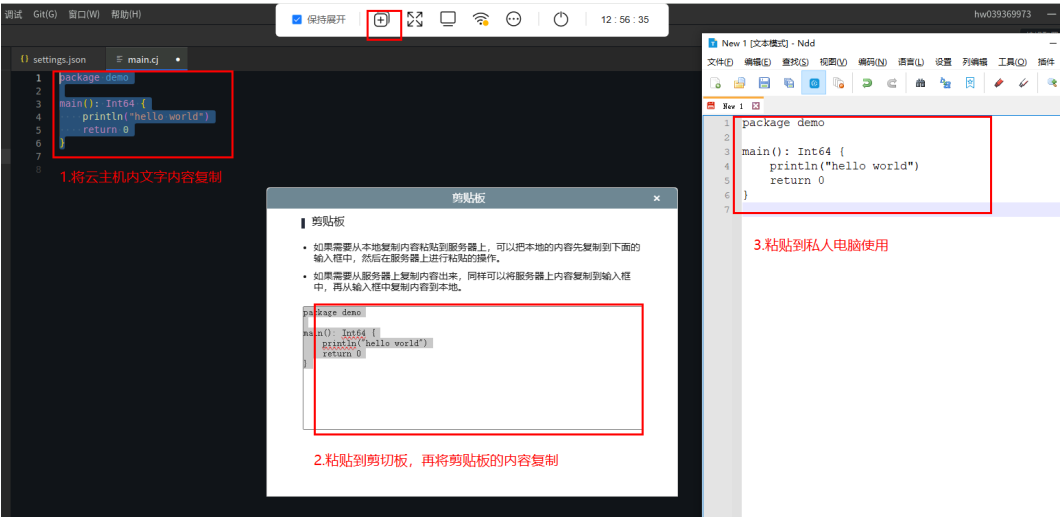 调试 Git(G) 窗口(W) 帮助(H)
保持展开
12 : 56 : 35
hw039369973
settings.json
main.cj
1 package demo
2
3 main(): Int64 {
4 println("hello world")
5 return 0
6 }
7
8
1.将云主机内文字内容复制
剪贴板
剪贴板
如果需要从本地复制内容粘贴到服务器上，可以把本地的内容先复制到下面的
输入框中，然后在服务器上进行粘贴的操作。
如果需要从服务器上复制内容出来，同样可以将服务器上内容复制到输入框
中，再从输入框中复制内容到本地。
package demo
main(): Int64 {
println("hello world")
return 0
}
2.粘贴到剪切板，再将剪贴板的内容复制
New 1 [文本模式] - Ndd
文件(F) 编辑(E) 查找(S) 视图(V) 编码(N) 语言(L) 设置 列编辑 工具(O) 插件
New 1
1 package demo
2
3 main(): Int64 {
4 println("hello world")
5 return 0
6 }
7
3.粘贴到私人电脑使用